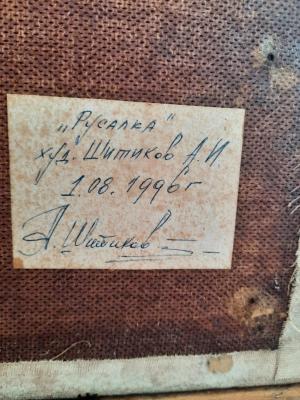 „Русалка"
худ. Шитиков А.И
1.08.1996г
А.Шитиков